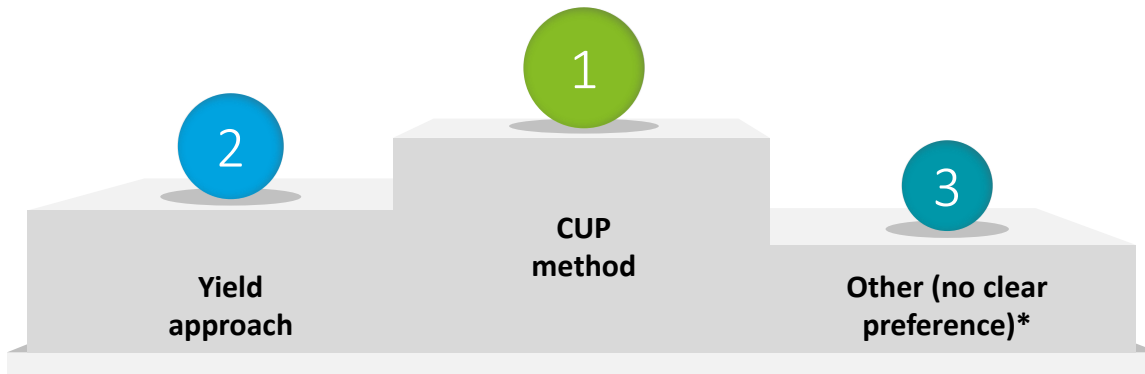 1
2
3
CUP
method
Yield
approach
Other (no clear
preference)*